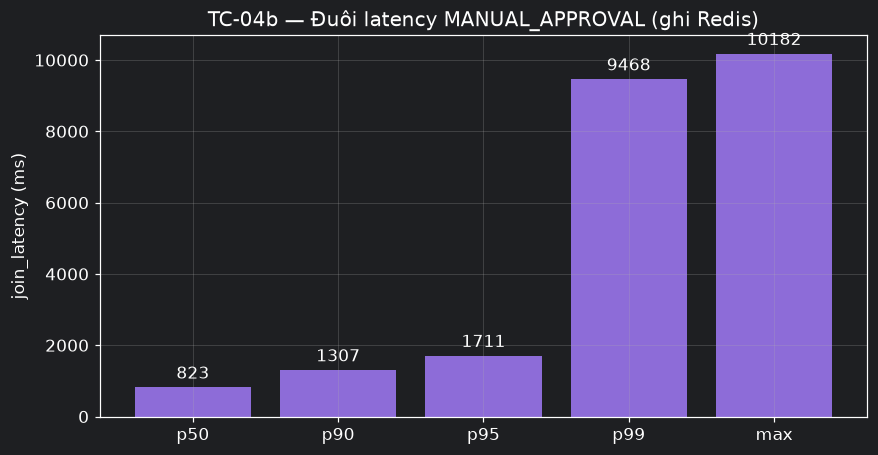 TC-04b — Đuôi latency MANUAL_APPROVAL (ghi Redis)
join_latency (ms)
10000
8000
6000
4000
2000
0
823
1307
1711
9468
10182
p50
p90
p95
p99
max